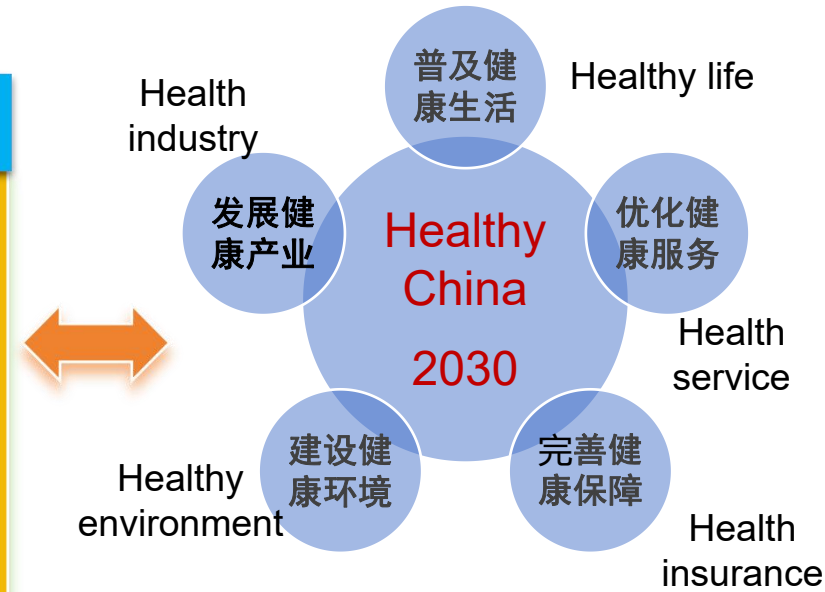 普及健
康生活
Healthy life
Health
industry
发展健
康产业
Healthy
China
2030
优化健
康服务
Health
service
建设健
康环境
Healthy
environment
完善健
康保障
Health
insurance